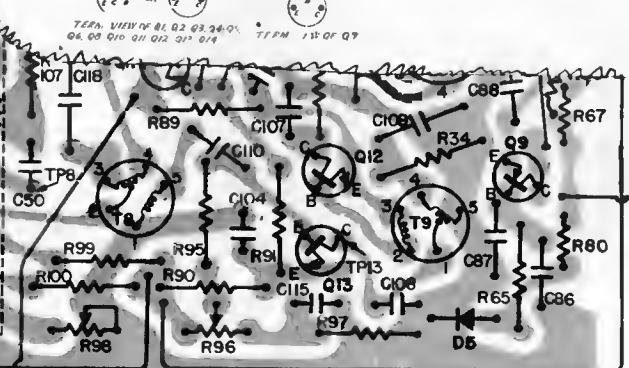 E C
TERM. VIEW OF Q1, Q2 Q3, Q4, Q5,
Q6, Q8 Q10 Q11 Q12 Q13 Q14
TERM OF Q9
107
C118
C
4
C88
R67
R89
C107
C108
TP8
C50
3
4
5
2
T8
1
C110
C
Q12
B
E
R34
Q9
E
B
C
C104
4
3
T9
5
2
1
R99
R95
R91
B
C
E
TP13
C87
R80
R100
R90
C115
Q13
C106
R65
C86
R98
R96
R97
D5